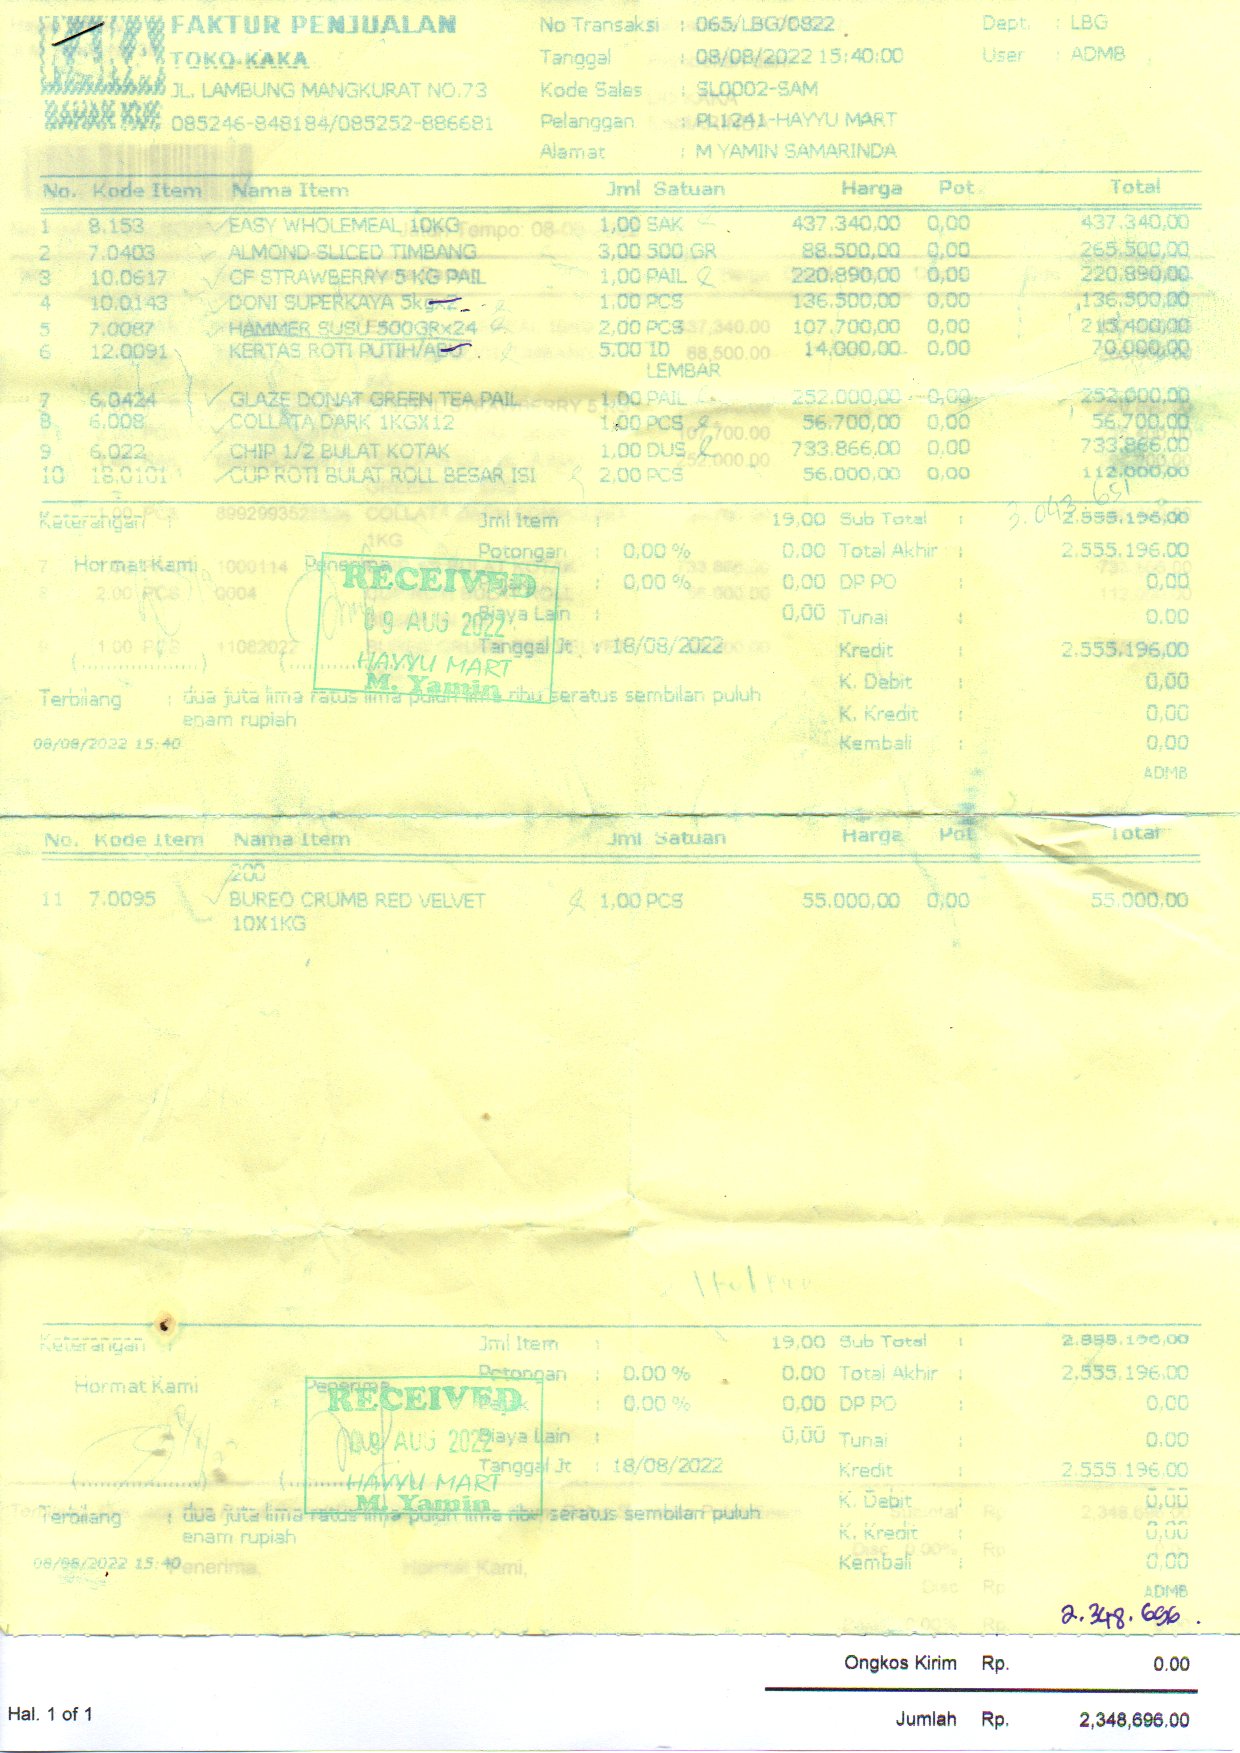 FAKTUR PENJUALAN
TOKO KAKA
JL. LAMBUNG MANGKURAT NO.73
085246-848184/085252-886681
No Transaksi : 065/LBG/0822
Tanggal : 08/08/2022 15:40:00
Kode Sales : SL0002-SAM
Pelanggan : PL1241-HAYYU MART
Alamat : M YAMIN SAMARINDA
Dept. : LBG
User : ADMB
No. Kode Item Nama Item Jml Satuan Harga Pot. Total
1 8.153 EASY WHOLEMEAL 10KG 1,00 SAK 437.340,00 0,00 437.340,00
2 7.0403 ALMOND SLICED TIMBANG 3,00 500 GR 88.500,00 0,00 265.500,00
3 10.0617 CF STRAWBERRY 5 KG PAIL 1,00 PAIL 220.890,00 0,00 220.890,00
4 10.0143 DONI SUPERKAYA 5kg 1,00 PCS 136.500,00 0,00 136.500,00
5 7.0087 HAMMER SUSU 500GRx24 2,00 PCS 107.700,00 0,00 215.400,00
6 12.0091 KERTAS ROTI PUTIH/ABU 5,00 10 14.000,00 0,00 70.000,00
LEMBAR
7 6.0424 GLAZE DONAT GREEN TEA PAIL 1,00 PAIL 252.000,00 0,00 252.000,00
8 6.008 COLLATA DARK 1KGX12 1,00 PCS 56.700,00 0,00 56.700,00
9 6.022 CHIP 1/2 BULAT KOTAK 1,00 DUS 733.866,00 0,00 733.866,00
10 18.0101 CUP ROTI BULAT ROLL BESAR ISI 2,00 PCS 56.000,00 0,00 112.000,00
Keterangan : Jml Item : 19,00 Sub Total : 2.555.196,00
Potongan : 0,00 % 0,00 Total Akhir : 2.555.196,00
Hormat Kami Penerima
: 0,00 % 0,00 DP PO : 0,00
Biaya Lain : 0,00 Tunai : 0.00
Tanggal Jt : 18/08/2022 Kredit : 2.555.196,00
K. Debit : 0,00
K. Kredit : 0,00
Kembali : 0,00
ADMB
RECEIVED
09 AUG 2022
HAYYU MART
M. Yamin
Terbilang : dua juta lima ratus lima puluh lima ribu seratus sembilan puluh
enam rupiah
08/08/2022 15:40
No. Kode Item Nama Item Jml Satuan Harga Pot. Total
200
11 7.0095 BUREO CRUMB RED VELVET 1,00 PCS 55.000,00 0,00 55.000,00
10X1KG
Keterangan : Jml Item : 19,00 Sub Total : 2.555.196,00
Potongan : 0.00 % 0.00 Total Akhir : 2.555.196,00
Hormat Kami Penerima
: 0.00 % 0,00 DP PO : 0,00
Biaya Lain : 0,00 Tunai : 0.00
Tanggal Jt : 18/08/2022 Kredit : 2.555.196,00
K. Debit : 0,00
K. Kredit : 0,00
Kembali : 0,00
ADMB
RECEIVED
09 AUG 2022
HAYYU MART
M. Yamin
Terbilang : dua juta lima ratus lima puluh lima ribu seratus sembilan puluh
enam rupiah
08/08/2022 15:40
2.348.696.
Ongkos Kirim Rp. 0.00
Hal. 1 of 1
Jumlah Rp. 2,348,696.00